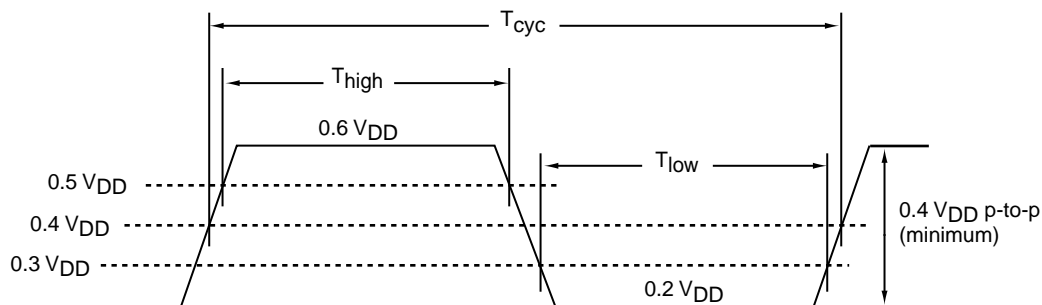 Tcyc
Thigh
0.6 VDD
Tlow
0.5 VDD
0.4 VDD
0.3 VDD
0.2 VDD
0.4 VDD p-to-p
(minimum)